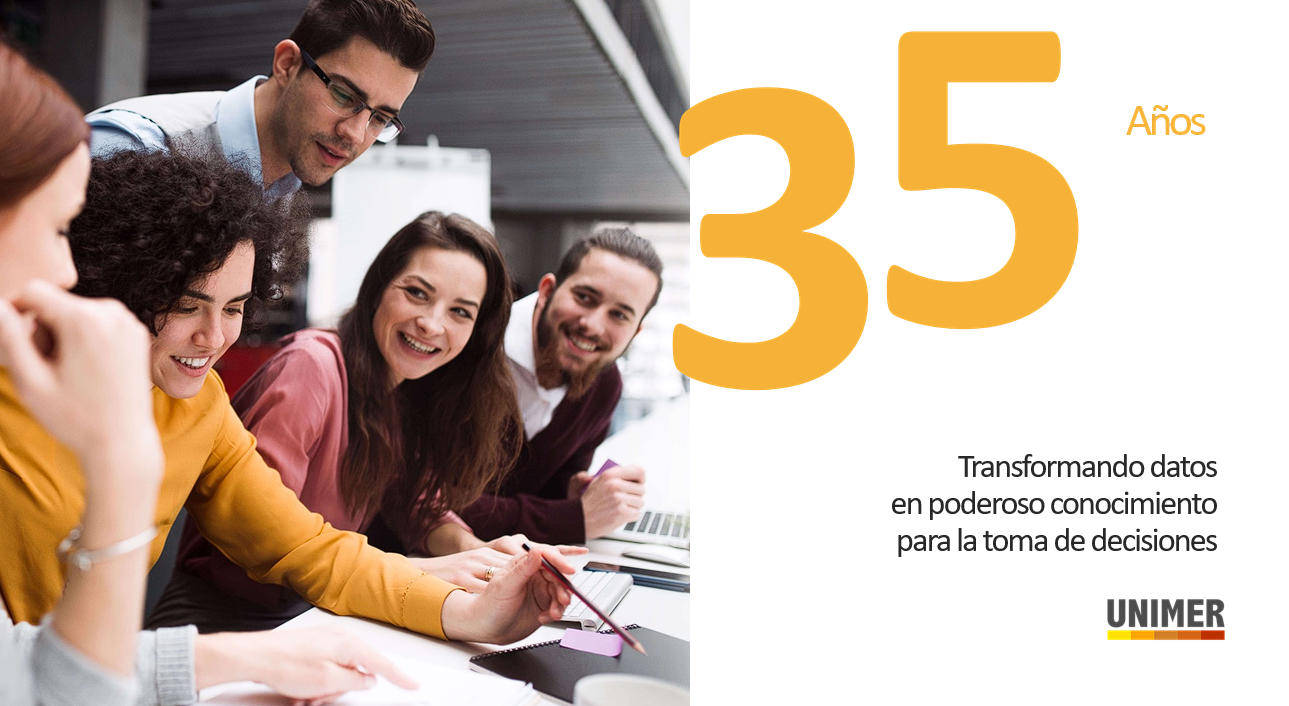 35
Años
Transformando datos
en poderoso conocimiento
para la toma de decisiones
UNIMER